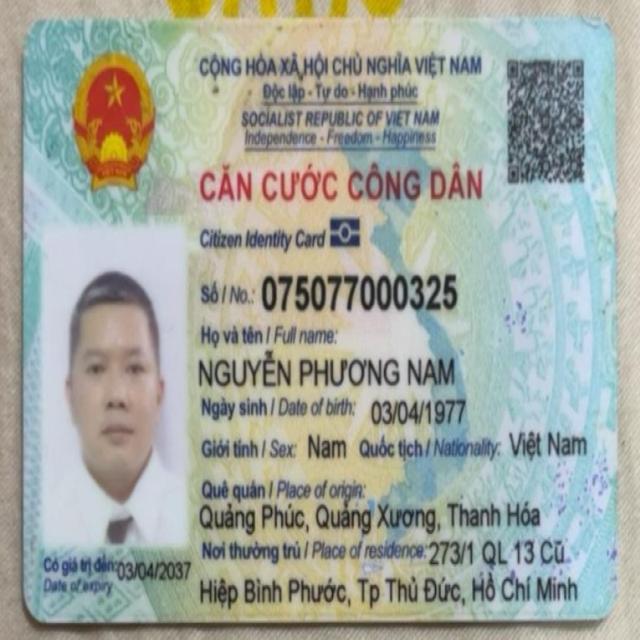 CỘNG HÒA XÃ HỘI CHỦ NGHĨA VIỆT NAM
Độc lập - Tự do - Hạnh phúc
SOCIALIST REPUBLIC OF VIET NAM
Independence - Freedom - Happiness
CĂN CƯỚC CÔNG DÂN
Citizen Identity Card
Số / No.: 075077000325
Họ và tên / Full name:
NGUYỄN PHƯƠNG NAM
Ngày sinh / Date of birth: 03/04/1977
Giới tính / Sex: Nam Quốc tịch / Nationality: Việt Nam
Quê quán / Place of origin:
Quảng Phúc, Quảng Xương, Thanh Hóa
Nơi thường trú / Place of residence: 273/1 QL 13 Cũ
Hiệp Bình Phước, Tp Thủ Đức, Hồ Chí Minh
Có giá trị đến: 03/04/2037
Date of expiry